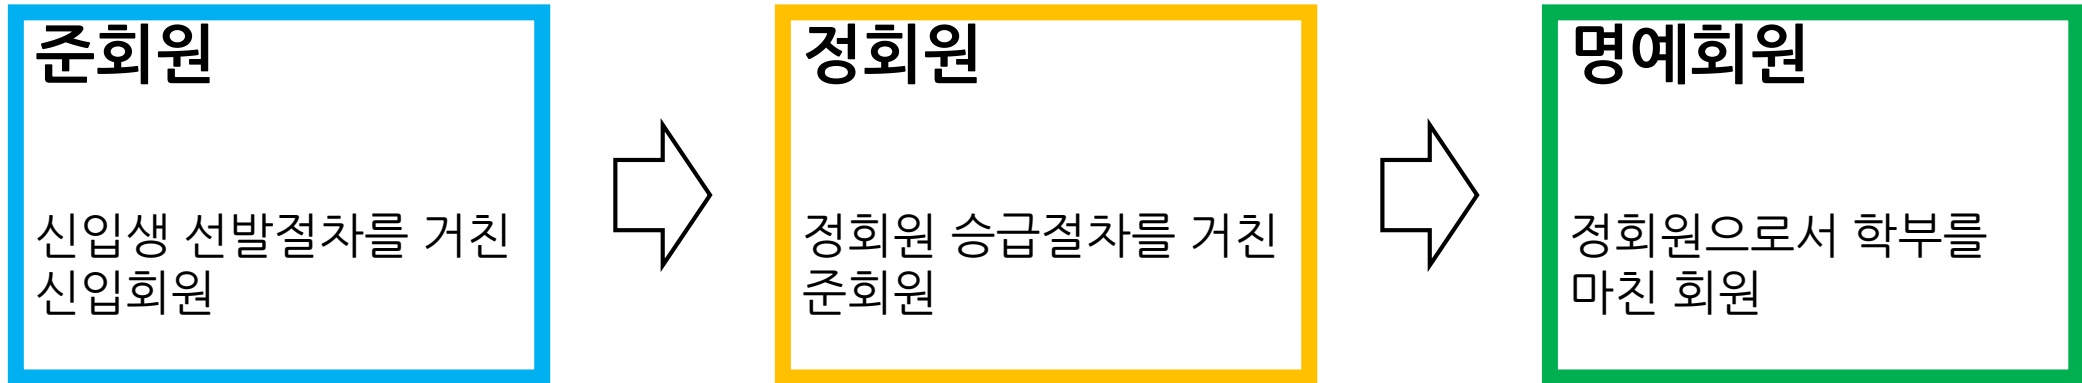 준회원
신입생 선발절차를 거친
신입회원
정회원
정회원 승급절차를 거친
준회원
명예회원
정회원으로서 학부를
마친 회원